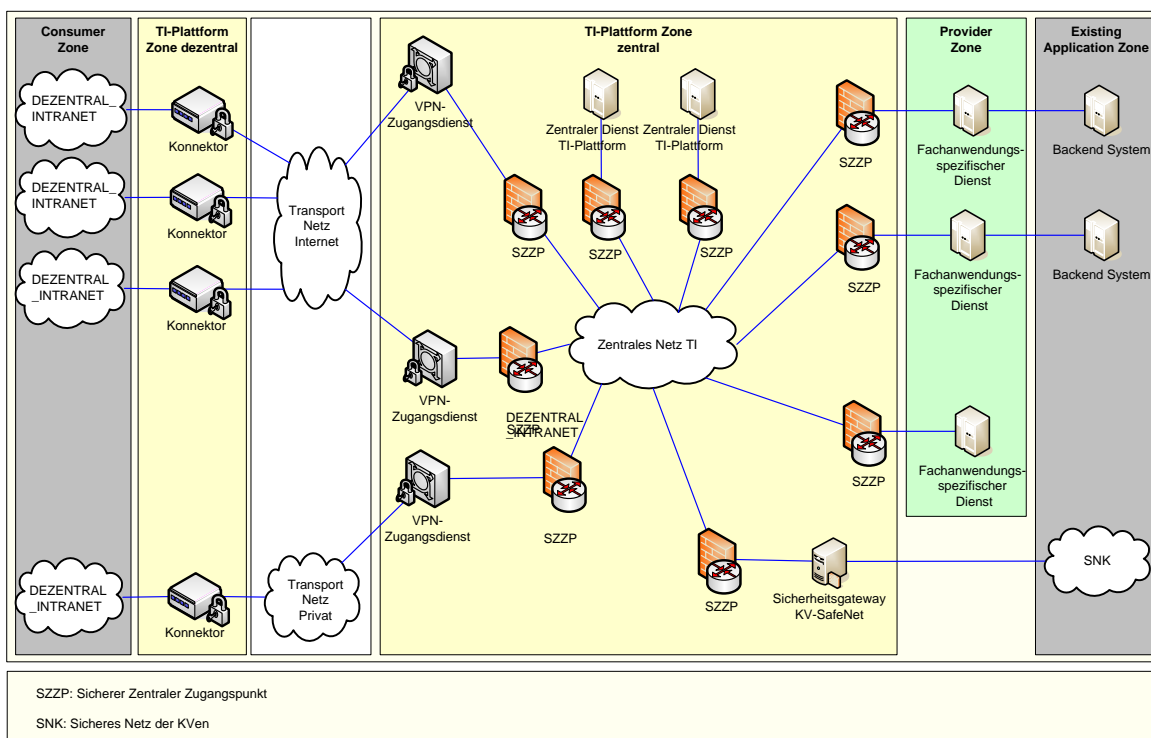 Consumer
Zone
DEZENTRAL_
INTRANET
DEZENTRAL_
INTRANET
DEZENTRAL
_INTRANET
DEZENTRAL
_INTRANET
TI-Plattform
Zone dezentral
Konnektor
Konnektor
Konnektor
Konnektor
Transport
Netz
Internet
Transport
Netz
Privat
TI-Plattform Zone
zentral
VPN-
Zugangsdienst
Zentraler Dienst
TI-Plattform
Zentraler Dienst
TI-Plattform
SZZP
SZZP
SZZP
SZZP
SZZP
Zentrales Netz TI
VPN-
Zugangsdienst
DEZENTRAL
_INTRANET
SZZP
VPN-
Zugangsdienst
SZZP
SZZP
SZZP
Sicherheitsgateway
KV-SafeNet
Provider
Zone
Fachanwendungs-
spezifischer
Dienst
Fachanwendungs-
spezifischer
Dienst
Fachanwendungs-
spezifischer
Dienst
Existing
Application Zone
Backend System
Backend System
SNK
SZZP: Sicherer Zentraler Zugangspunkt
SNK: Sicheres Netz der KVen